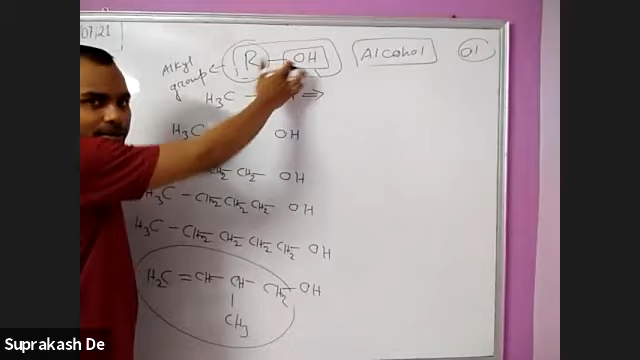 07,21
Alkyl group R — OH Alcohol ol
H3C — ⇒
H3C OH
CH2 — CH2 — OH
H3C — CH2 — CH2 — CH2 — OH
H3C — CH2 — CH2 — CH2 — CH2 OH
H2C = CH — CH — CH2 — OH
|
CH3
Suprakash De